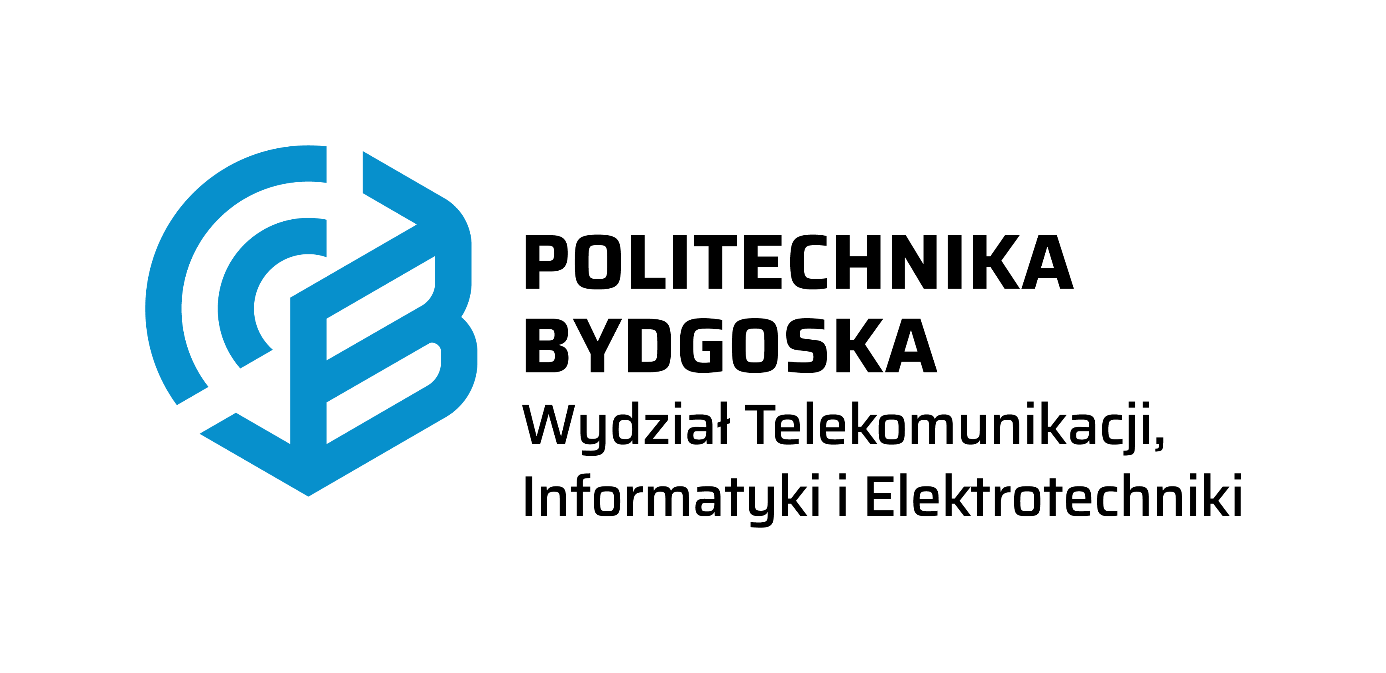 POLITECHNIKA
BYDGOSKA
Wydział Telekomunikacji,
Informatyki i Elektrotechniki